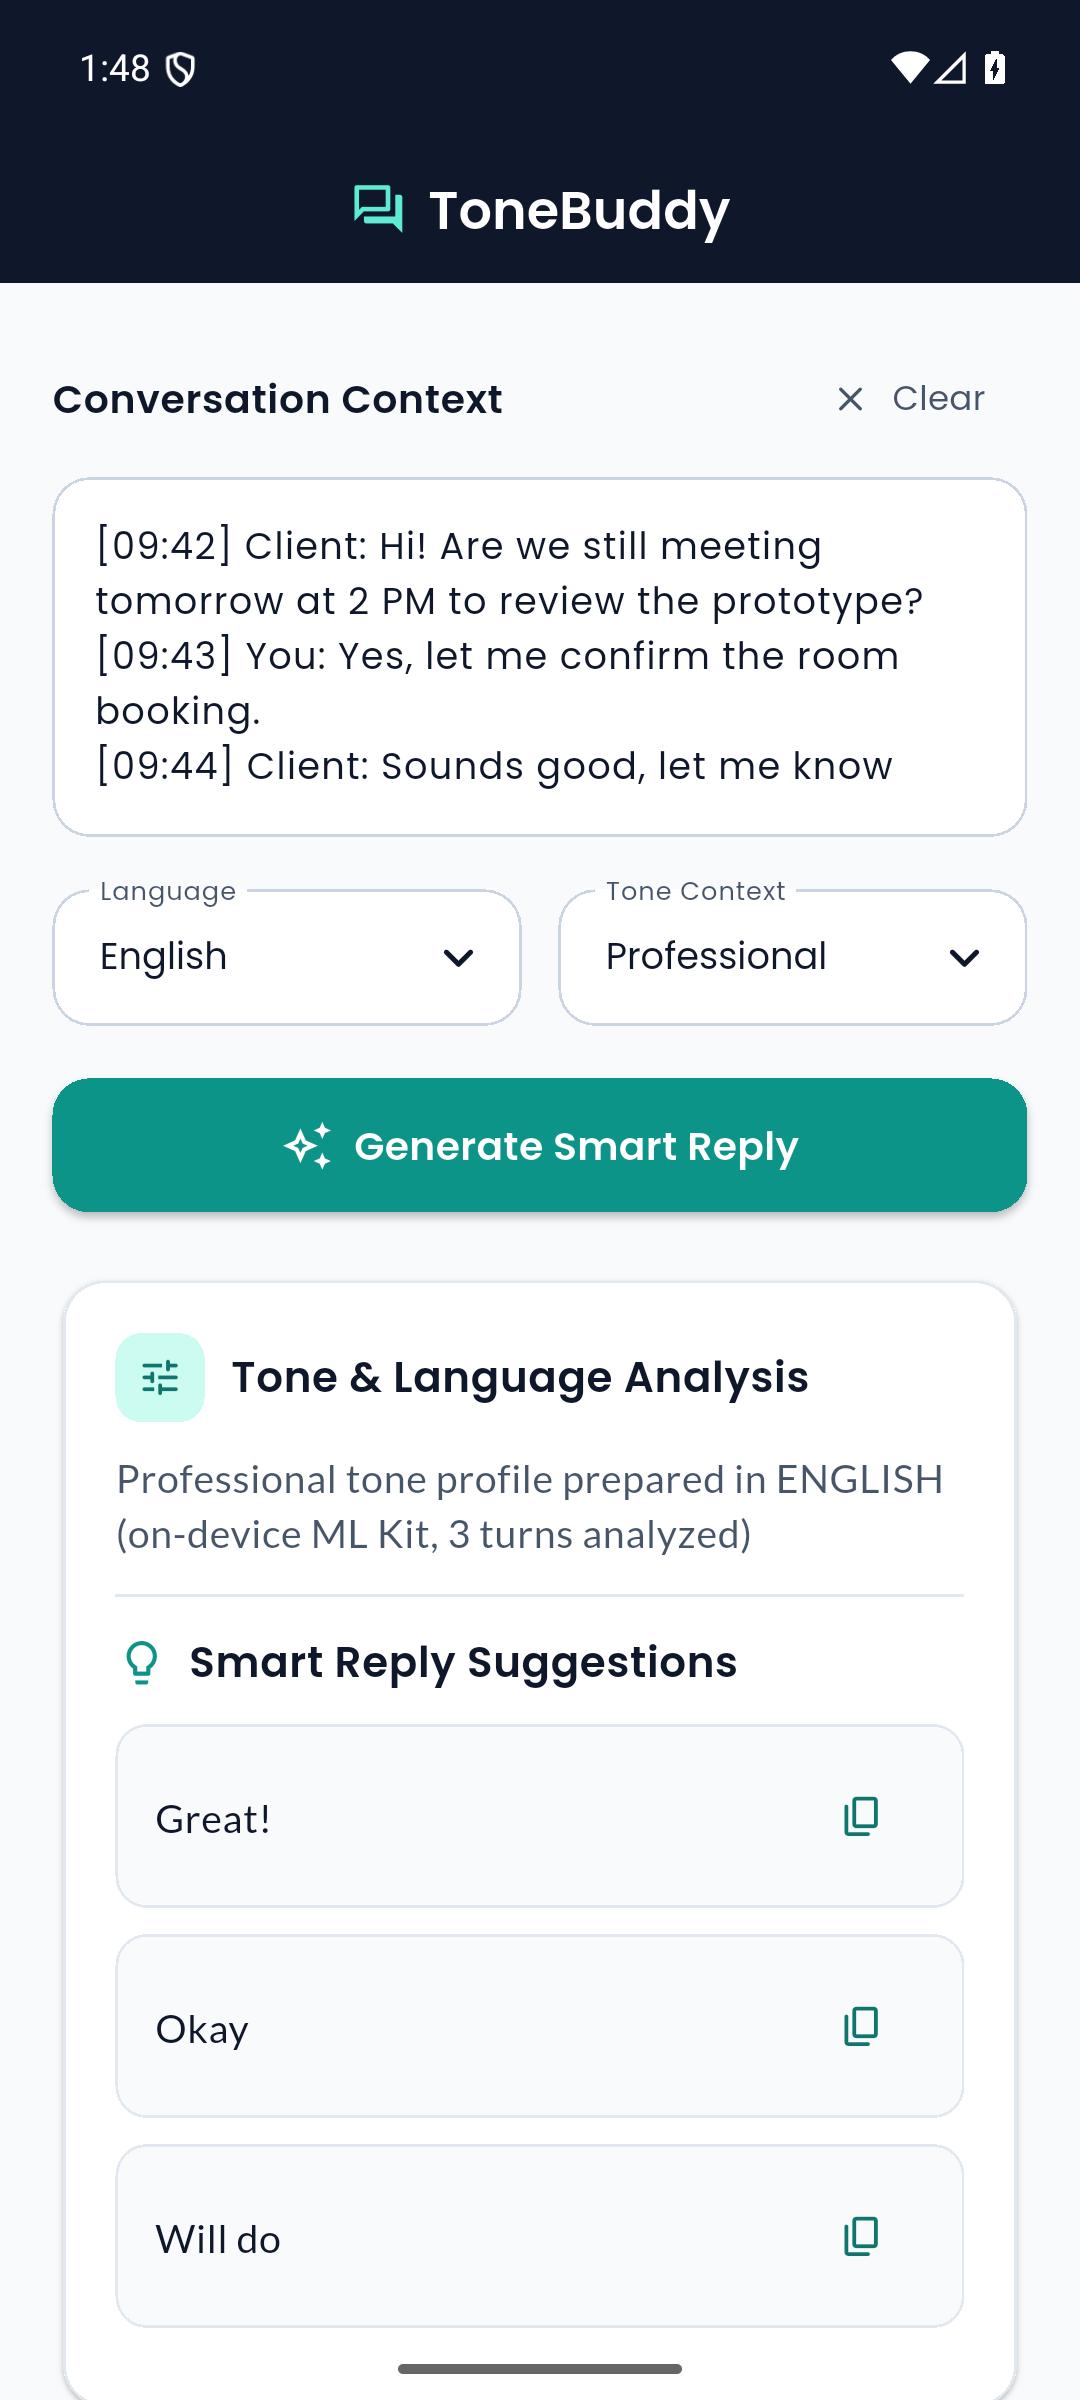 1:48
ToneBuddy
Conversation Context
Clear
[09:42] Client: Hi! Are we still meeting
tomorrow at 2 PM to review the prototype?
[09:43] You: Yes, let me confirm the room
booking.
[09:44] Client: Sounds good, let me know
Language
Tone Context
English
Professional
Generate Smart Reply
Tone & Language Analysis
Professional tone profile prepared in ENGLISH
(on-device ML Kit, 3 turns analyzed)
Smart Reply Suggestions
Great!
Okay
Will do